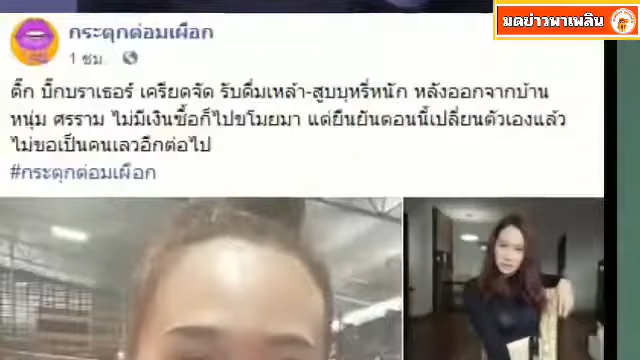 มดข่าวพาเพลิน
กระตุกต่อมเผือก
1 ชม.
ติ๊ก บิ๊กบราเธอร์ เครียดจัด รับดื่มเหล้า-สูบบุหรี่หนัก หลังออกจากบ้าน
หนุ่ม ศรราม ไม่มีเงินซื้อก็ไปขโมยมา แต่ยืนยันตอนนี้เปลี่ยนตัวเองแล้ว
ไม่ขอเป็นคนเลวอีกต่อไป
#กระตุกต่อมเผือก